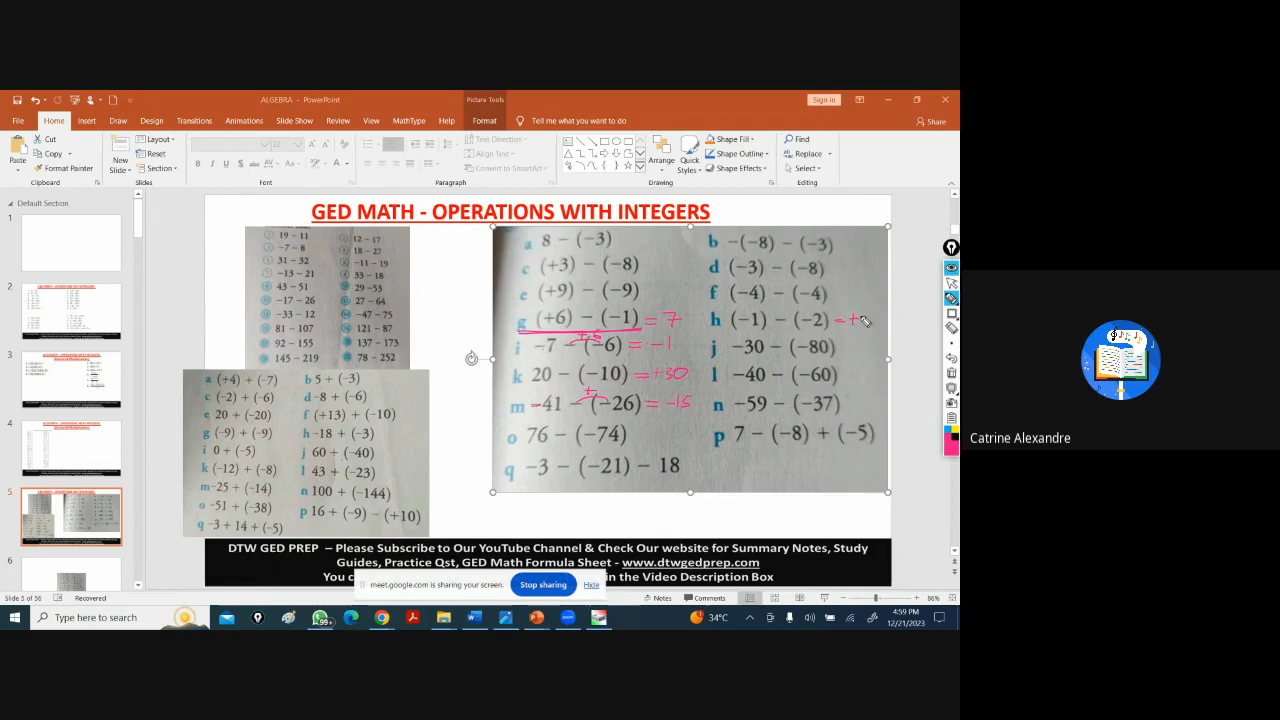 ALGEBRA - PowerPoint
Picture Tools
Sign in
File Home Insert Draw Design Transitions Animations Slide Show Review View MathType Help Format Tell me what you want to do
Share
Paste
Cut
Copy
Format Painter
Clipboard
New Slide
Layout
Reset
Section
Slides
32
Font
Text Direction
Align Text
Convert to SmartArt
Paragraph
Arrange
Quick Styles
Shape Fill
Shape Outline
Shape Effects
Drawing
Find
Replace
Select
Editing
Default Section
1
2
3
4
5
6
GED MATH - OPERATIONS WITH INTEGERS
19 − 11 12 − 17
−7 − 8 18 − 27
31 − 32 −11 − 19
−13 − 21 33 − 18
43 − 51 29 − 53
−17 − 26 27 − 64
−33 − 12 −47 − 75
81 − 107 121 − 87
92 − 155 137 − 173
145 − 219 78 − 252
a (+4) + (−7) b 5 + (−3)
c (−2) + (−6) d −8 + (−6)
e 20 + (−20) f (+13) + (−10)
g (−9) + (−9) h −18 + (−3)
i 0 + (−5) j 60 + (−40)
k (−12) + (−8) l 43 + (−23)
m −25 + (−14) n 100 + (−144)
o −51 + (−38) p 16 + (−9) − (+10)
q −3 + 14 + (−5)
a 8 − (−3) b −(−8) − (−3)
c (+3) − (−8) d (−3) − (−8)
e (+9) − (−9) f (−4) − (−4)
g (+6) − (−1) = 7 h (−1) − (−2) = +
i −7 − (−6) = −1 j −30 − (−80)
k 20 − (−10) = +30 l −40 − (−60)
+
m −41 − (−26) = −15 n −59 − (−37)
o 76 − (−74) p 7 − (−8) + (−5)
q −3 − (−21) − 18
DTW GED PREP – Please Subscribe to Our YouTube Channel & Check Our website for Summary Notes, Study
Guides, Practice Qst, GED Math Formula Sheet - www.dtwgedprep.com
You c
in the Video Description Box
meet.google.com is sharing your screen. Stop sharing Hide
Slide 5 of 56 Recovered
Notes Comments 86%
Type here to search
99+
34°C
4:59 PM
12/21/2023
Catrine Alexandre